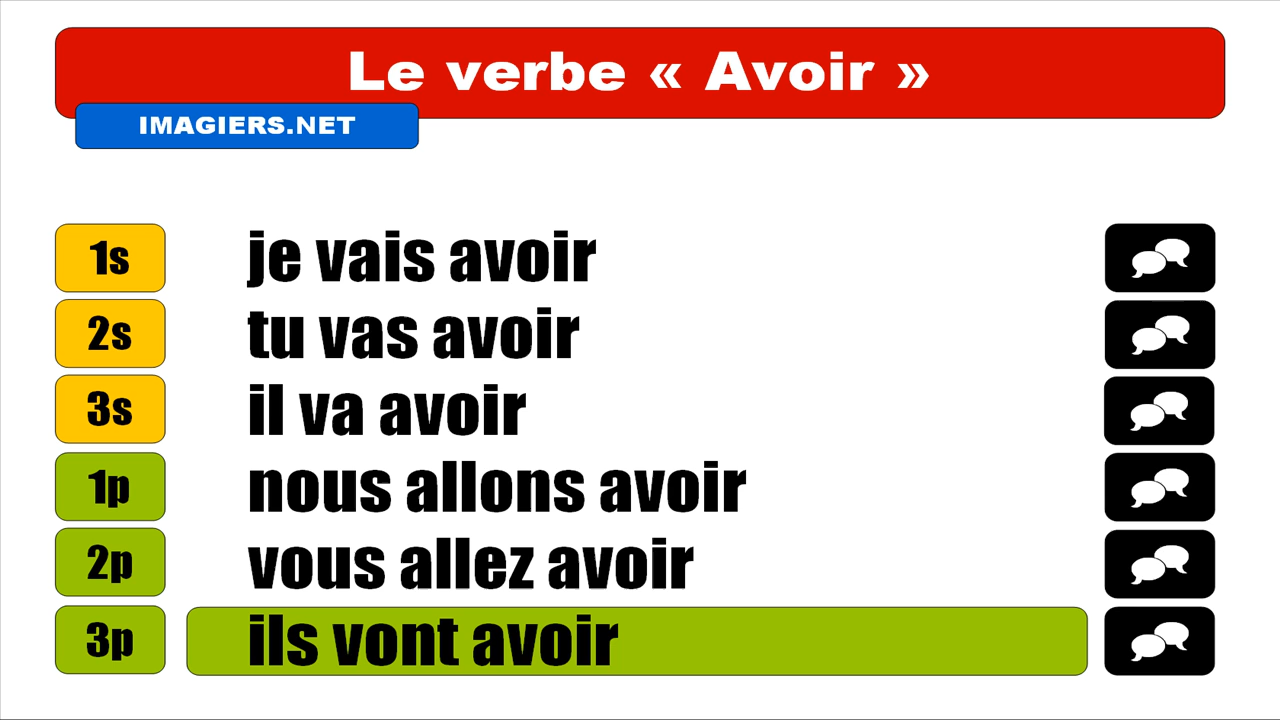 Le verbe « Avoir »
IMAGIERS.NET
1s je vais avoir
2s tu vas avoir
3s il va avoir
1p nous allons avoir
2p vous allez avoir
3p ils vont avoir